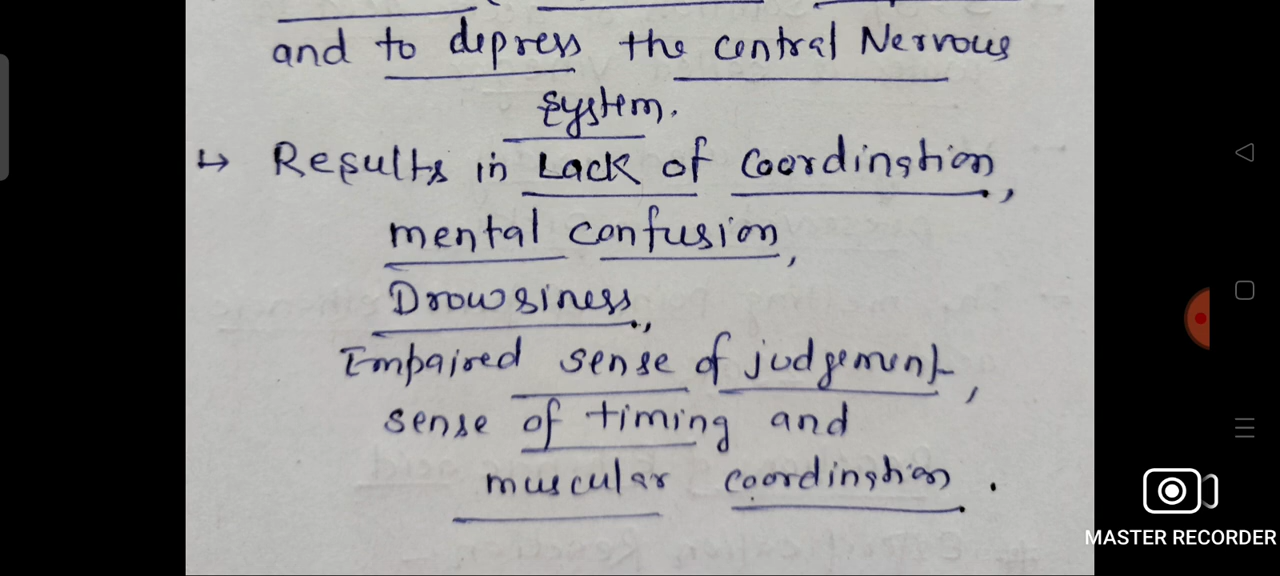 and to depress the central Nervous
system.
↳ Results in Lack of coordination,
mental confusion,
Drowsiness,
Impaired sense of judgement,
sense of timing and
muscular coordination.
MASTER RECORDER